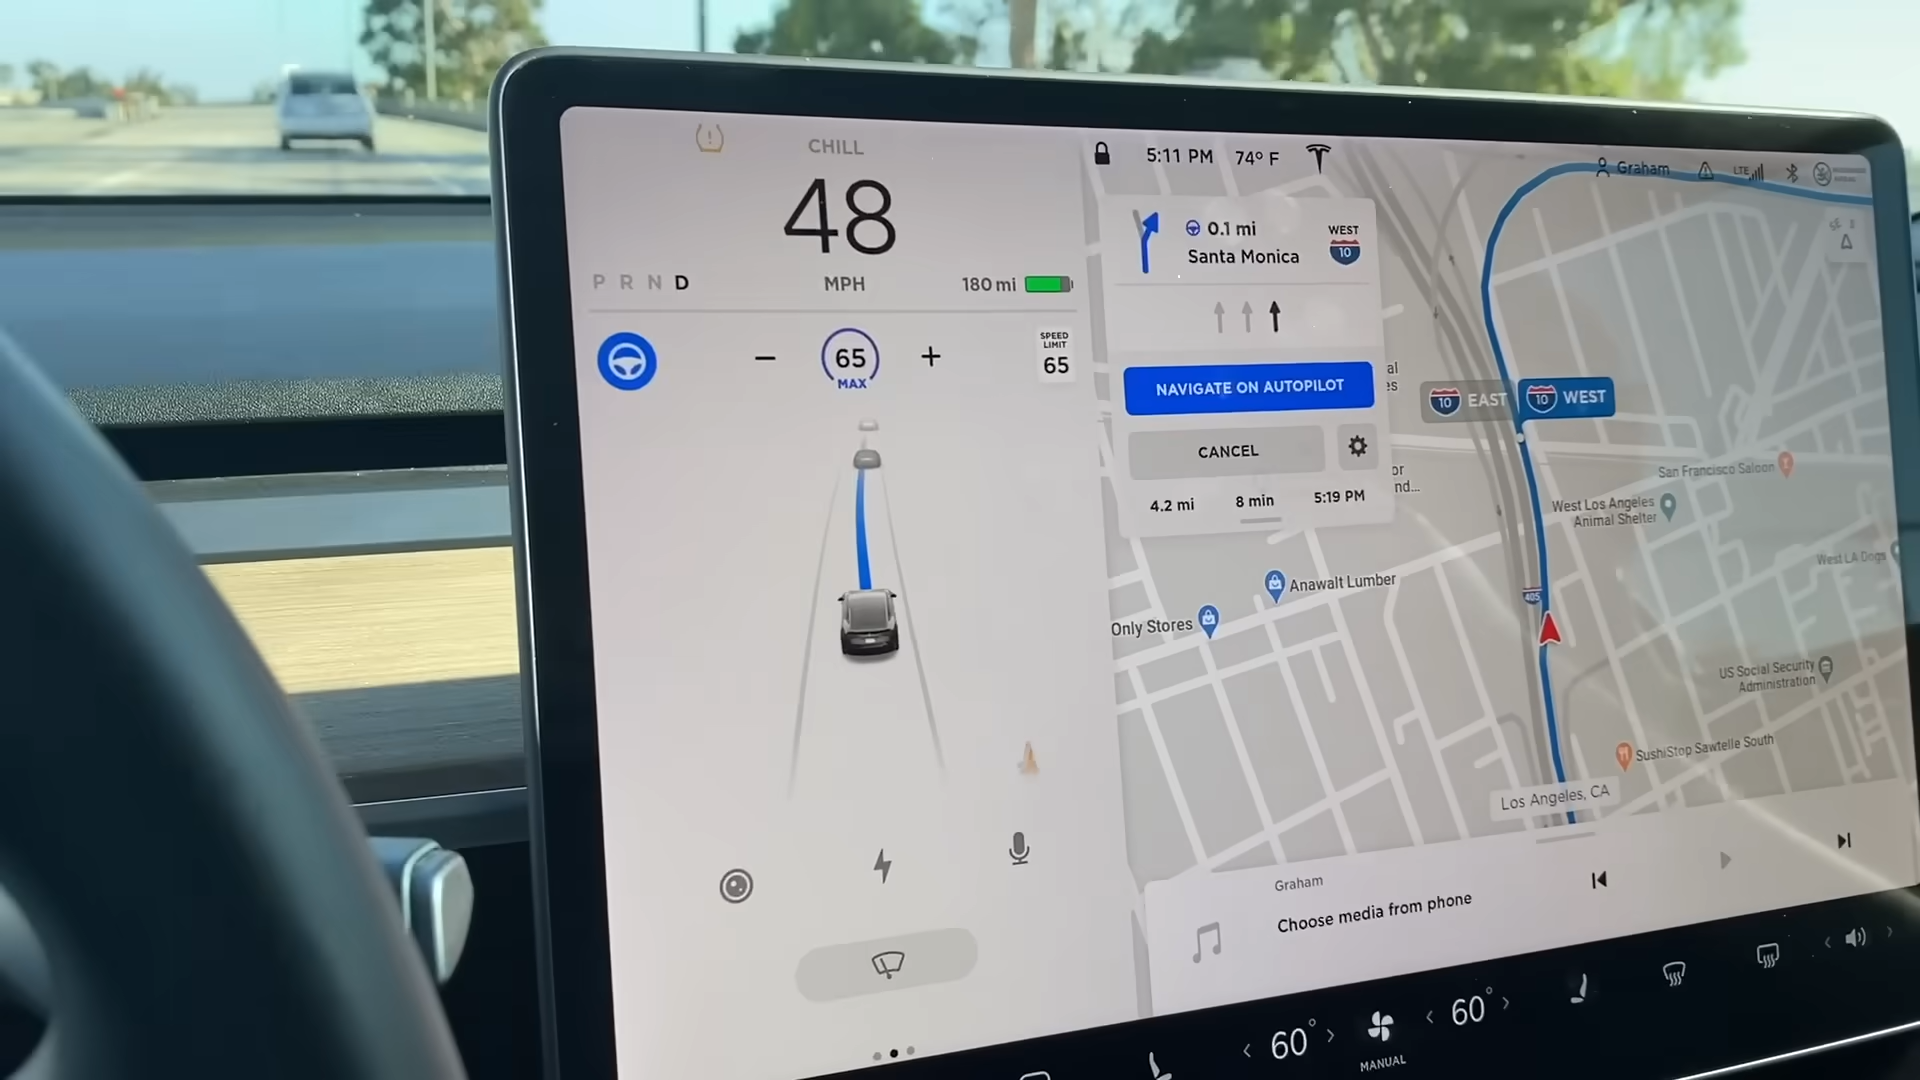 CHILL
48
MPH
P R N D
180 mi
65
MAX
SPEED
LIMIT
65
5:11 PM 74° F
Graham
LTE
0.1 mi
Santa Monica
WEST
10
NAVIGATE ON AUTOPILOT
CANCEL
4.2 mi 8 min 5:19 PM
10 EAST
10 WEST
San Francisco Saloon
West Los Angeles
Animal Shelter
West LA Dogs
Anawalt Lumber
Only Stores
405
US Social Security
Administration
SushiStop Sawtelle South
Los Angeles, CA
Graham
Choose media from phone
60°
MANUAL
60°